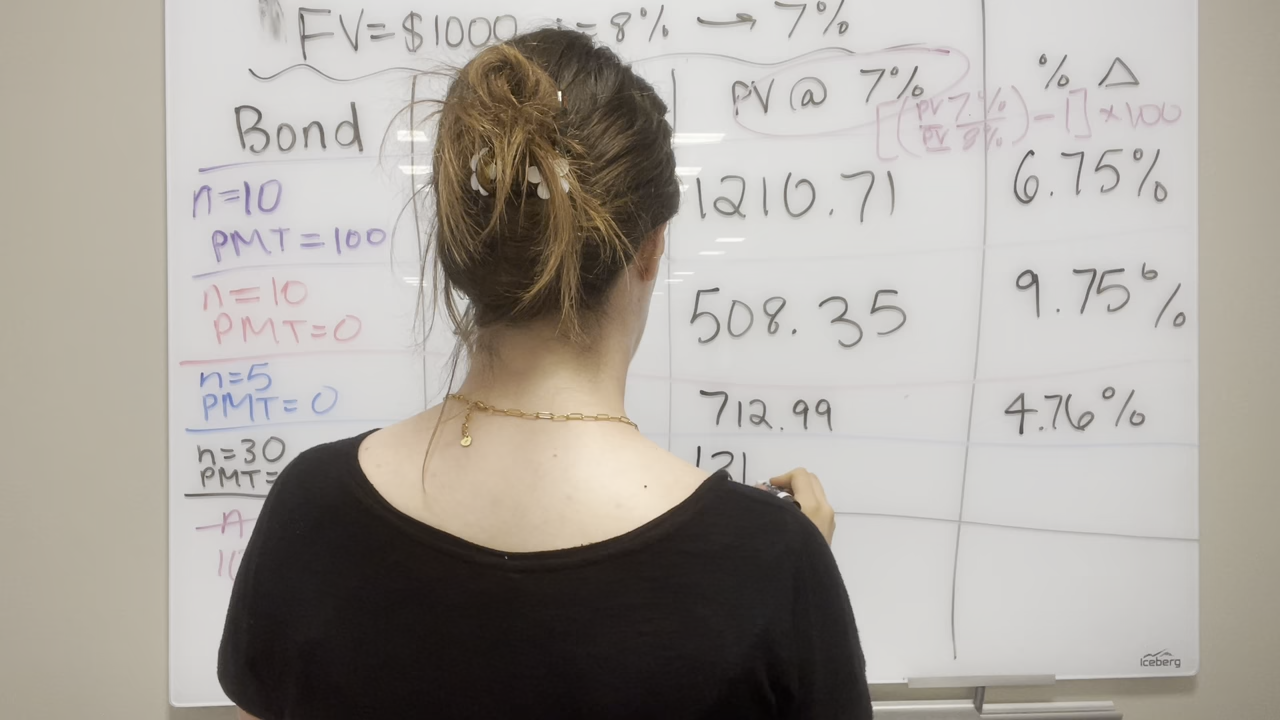 FV=$1000 = 8% → 7%
Bond
PV @ 7%
% Δ
[(PV 7%/PV 8%) - 1] × 100
n=10
PMT=100
1210.71
6.75%
n=10
PMT=0
508.35
9.75%
n=5
PMT=0
712.99
4.76%
n=30
PMT=
131
n
Iceberg